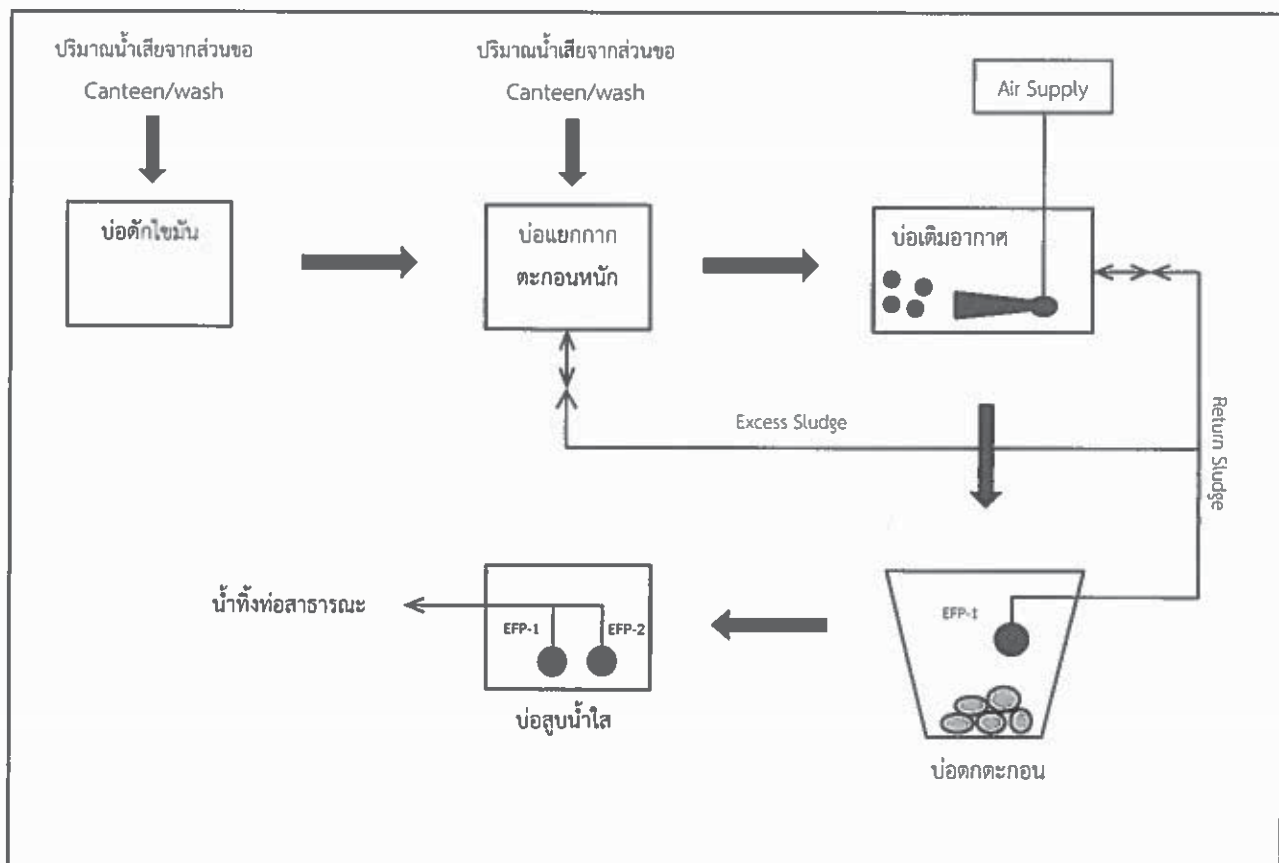 ปริมาณน้ำเสียจากส่วนขอ
Canteen/wash
ปริมาณน้ำเสียจากส่วนขอ
Canteen/wash
Air Supply
บ่อดักไขมัน
บ่อแยกกาก
ตะกอนหนัก
บ่อเติมอากาศ
Excess Sludge
Return Sludge
น้ำทิ้งท่อสาธารณะ
EFP-1
EFP-2
EFP-1
บ่อสูบน้ำใส
บ่อตกตะกอน